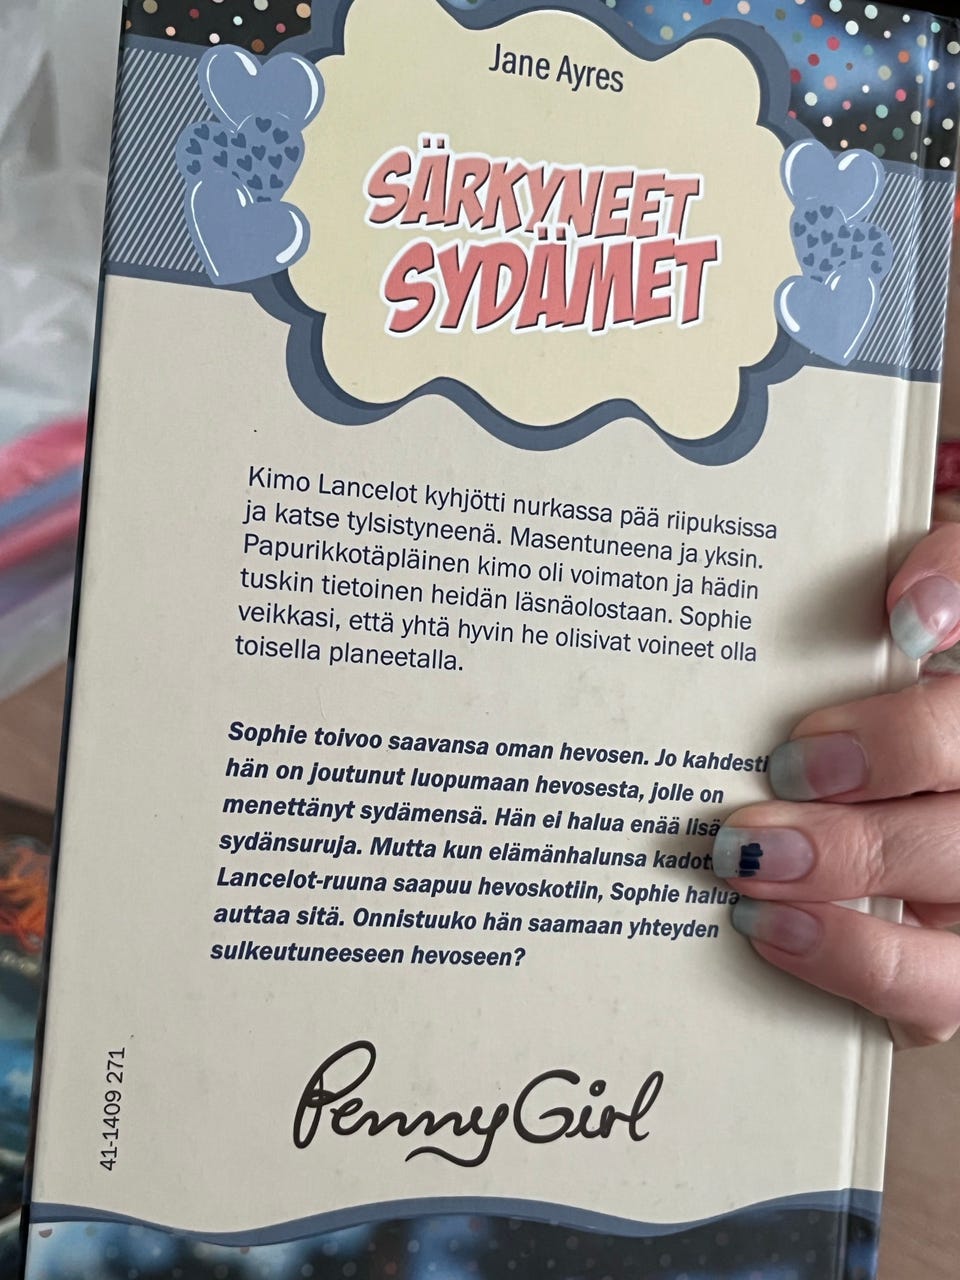 Jane Ayres
SÄRKYNEET
SYDÄMET
Kimo Lancelot kyhjötti nurkassa pää riipuksissa
ja katse tylsistyneenä. Masentuneena ja yksin.
Papurikkotäpläinen kimo oli voimaton ja hädin
tuskin tietoinen heidän läsnäolostaan. Sophie
veikkasi, että yhtä hyvin he olisivat voineet olla
toisella planeetalla.
Sophie toivoo saavansa oman hevosen. Jo kahdesti
hän on joutunut luopumaan hevosesta, jolle on
menettänyt sydämensä. Hän ei halua enää
sydänsuruja. Mutta kun elämänhalunsa
Lancelot-ruuna saapuu hevoskotiin, Sophie halua
auttaa sitä. Onnistuuko hän saamaan yhteyden
sulkeutuneeseen hevoseen?
PennyGirl
41-1409 271